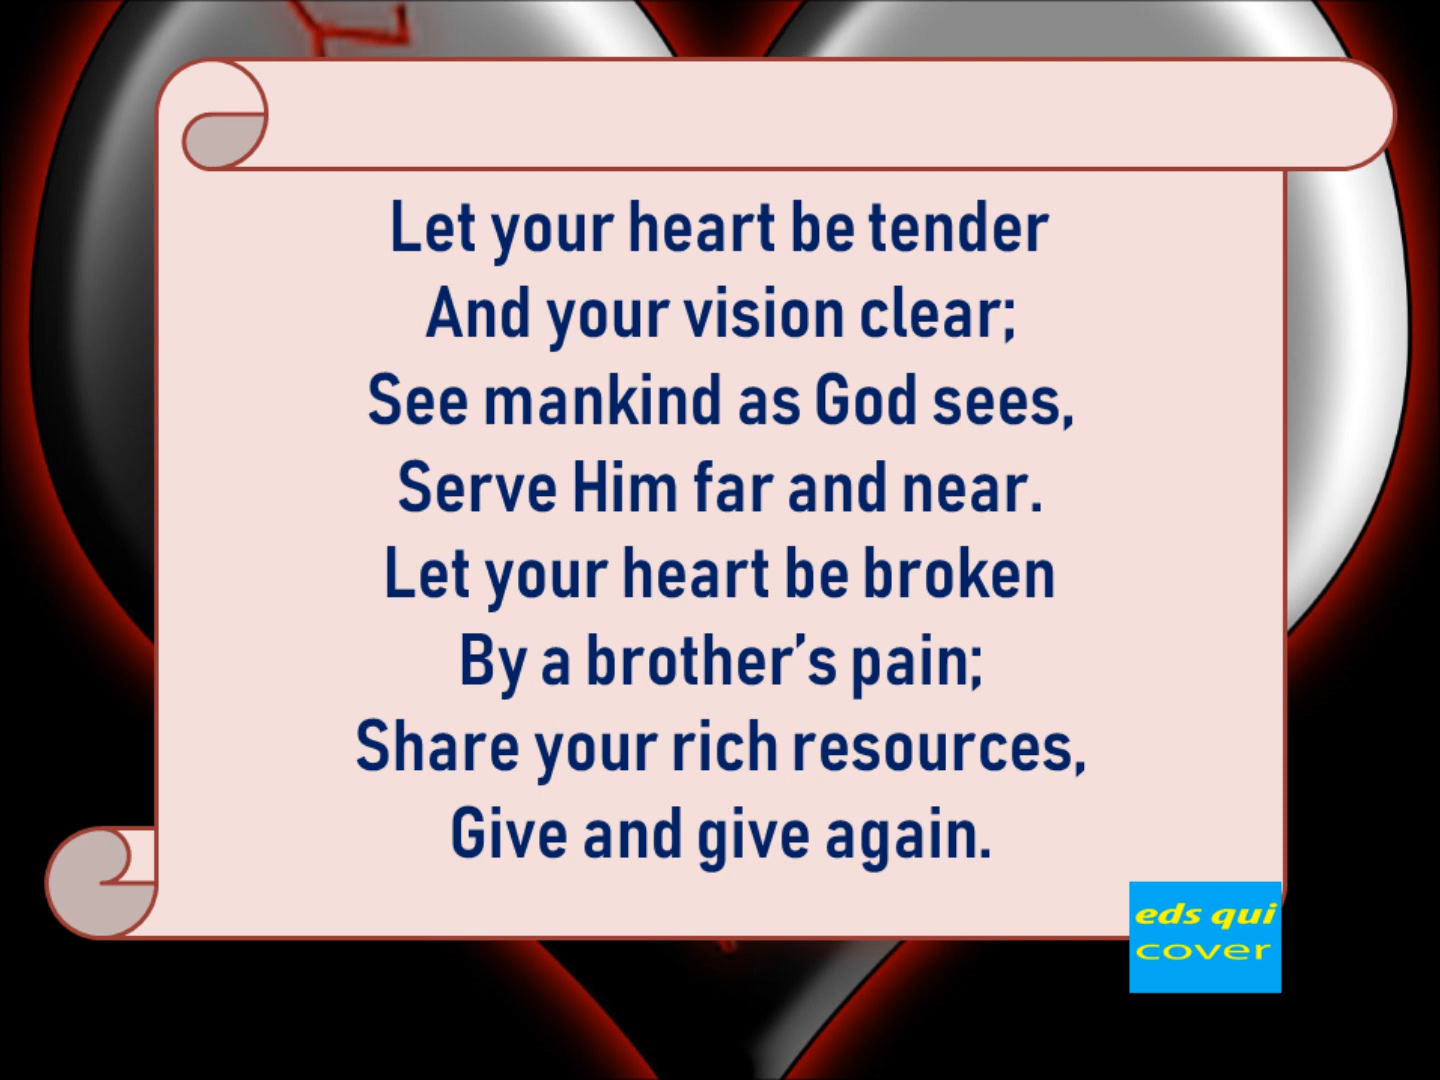 Let your heart be tender
And your vision clear;
See mankind as God sees,
Serve Him far and near.
Let your heart be broken
By a brother’s pain;
Share your rich resources,
Give and give again.
eds qui
cover